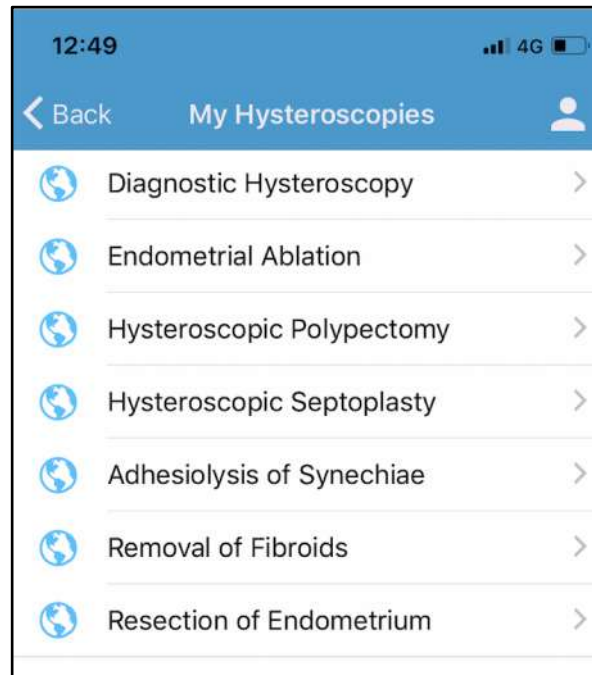 12:49 4G
Back My Hysteroscopies
Diagnostic Hysteroscopy
Endometrial Ablation
Hysteroscopic Polypectomy
Hysteroscopic Septoplasty
Adhesiolysis of Synechiae
Removal of Fibroids
Resection of Endometrium